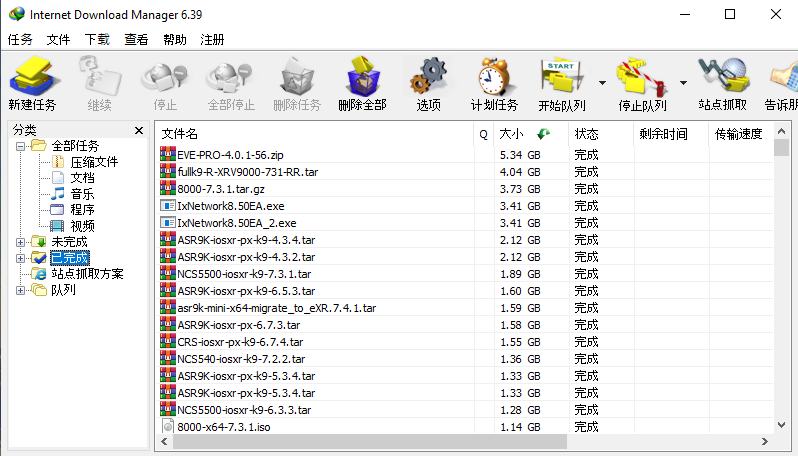 Internet Download Manager 6.39
任务 文件 下载 查看 帮助 注册
START
新建任务 继续 停止 全部停止 删除任务 删除全部 选项 计划任务 开始队列 停止队列 站点抓取 告诉朋
分类
全部任务
压缩文件
文档
音乐
程序
视频
未完成
已完成
站点抓取方案
队列
文件名 Q 大小 状态 剩余时间 传输速度
EVE-PRO-4.0.1-56.zip 5.34 GB 完成
fullk9-R-XRV9000-731-RR.tar 4.04 GB 完成
8000-7.3.1.tar.gz 3.73 GB 完成
IxNetwork8.50EA.exe 3.41 GB 完成
IxNetwork8.50EA_2.exe 3.41 GB 完成
ASR9K-iosxr-px-k9-4.3.4.tar 2.12 GB 完成
ASR9K-iosxr-px-k9-4.3.2.tar 2.12 GB 完成
NCS5500-iosxr-k9-7.3.1.tar 1.89 GB 完成
ASR9K-iosxr-px-k9-6.5.3.tar 1.60 GB 完成
asr9k-mini-x64-migrate_to_eXR.7.4.1.tar 1.59 GB 完成
ASR9K-iosxr-px-6.7.3.tar 1.58 GB 完成
CRS-iosxr-px-k9-6.7.4.tar 1.55 GB 完成
NCS540-iosxr-k9-7.2.2.tar 1.36 GB 完成
ASR9K-iosxr-px-k9-5.3.4.tar 1.33 GB 完成
ASR9K-iosxr-px-k9-5.3.4.tar 1.33 GB 完成
NCS5500-iosxr-k9-6.3.3.tar 1.28 GB 完成
8000-x64-7.3.1.iso 1.14 GB 完成